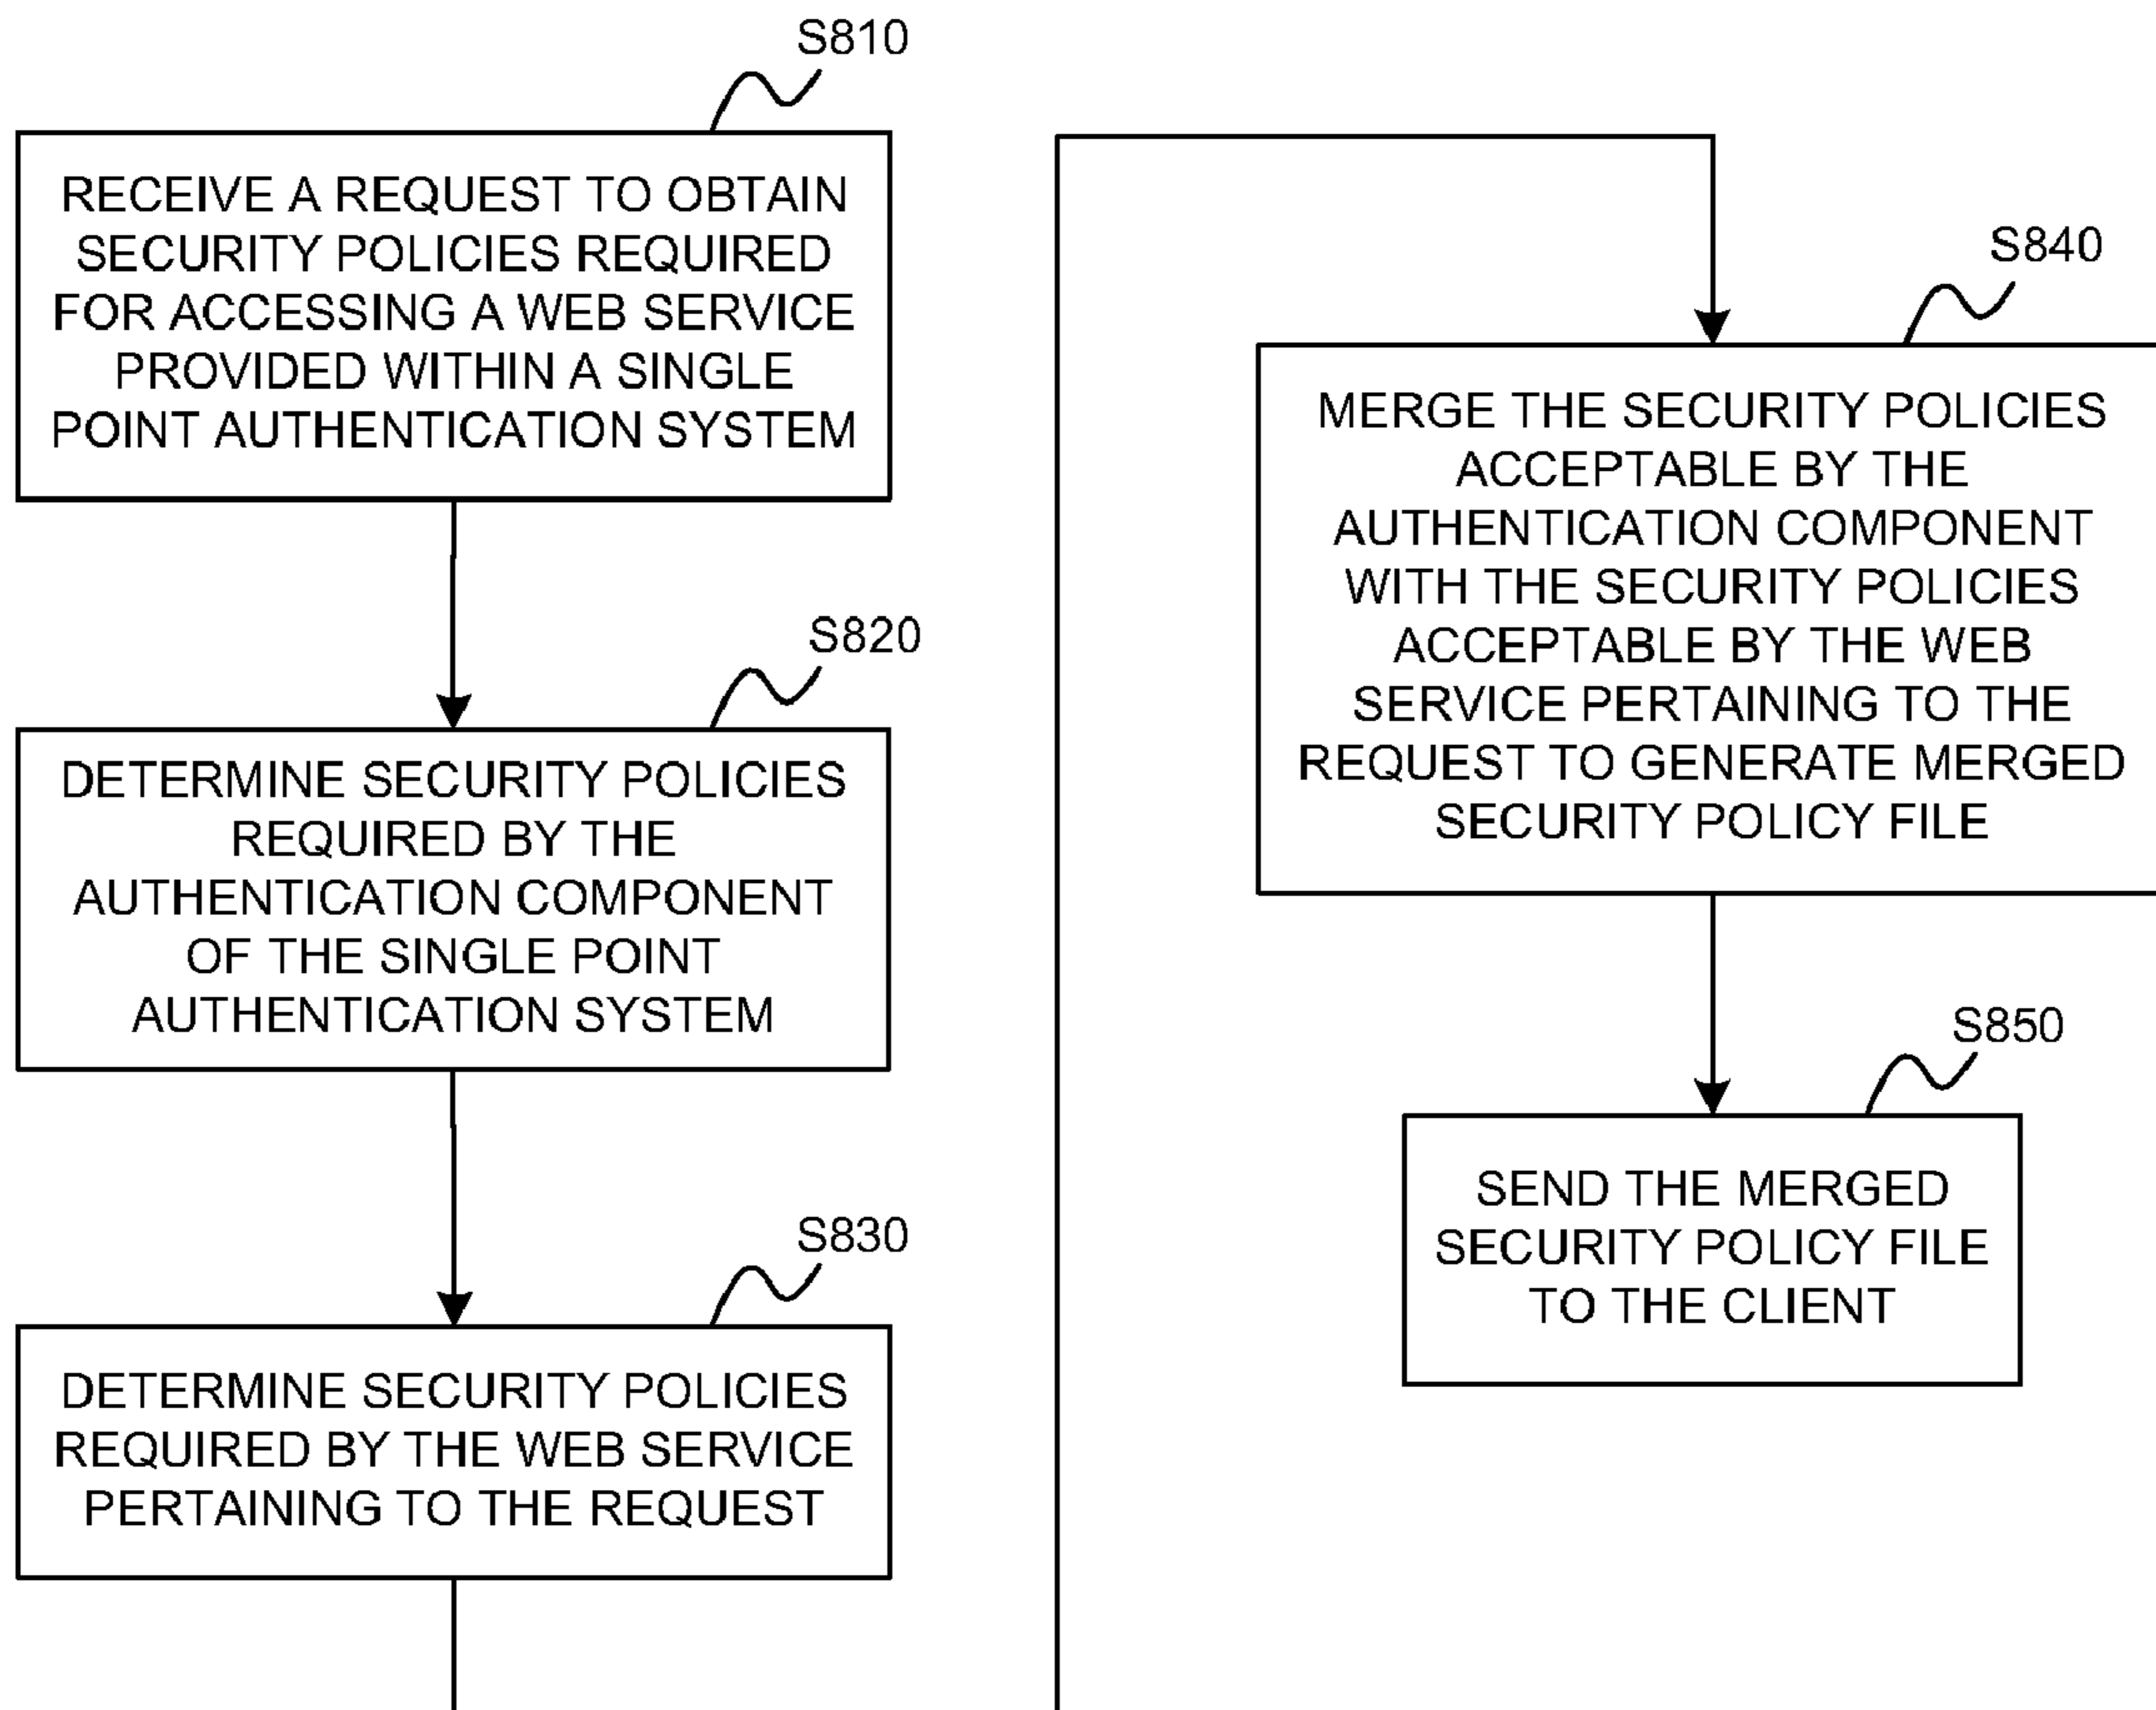 S810
RECEIVE A REQUEST TO OBTAIN
SECURITY POLICIES REQUIRED
FOR ACCESSING A WEB SERVICE
PROVIDED WITHIN A SINGLE
POINT AUTHENTICATION SYSTEM
S820
DETERMINE SECURITY POLICIES
REQUIRED BY THE
AUTHENTICATION COMPONENT
OF THE SINGLE POINT
AUTHENTICATION SYSTEM
S830
DETERMINE SECURITY POLICIES
REQUIRED BY THE WEB SERVICE
PERTAINING TO THE REQUEST
S840
MERGE THE SECURITY POLICIES
ACCEPTABLE BY THE
AUTHENTICATION COMPONENT
WITH THE SECURITY POLICIES
ACCEPTABLE BY THE WEB
SERVICE PERTAINING TO THE
REQUEST TO GENERATE MERGED
SECURITY POLICY FILE
S850
SEND THE MERGED
SECURITY POLICY FILE
TO THE CLIENT